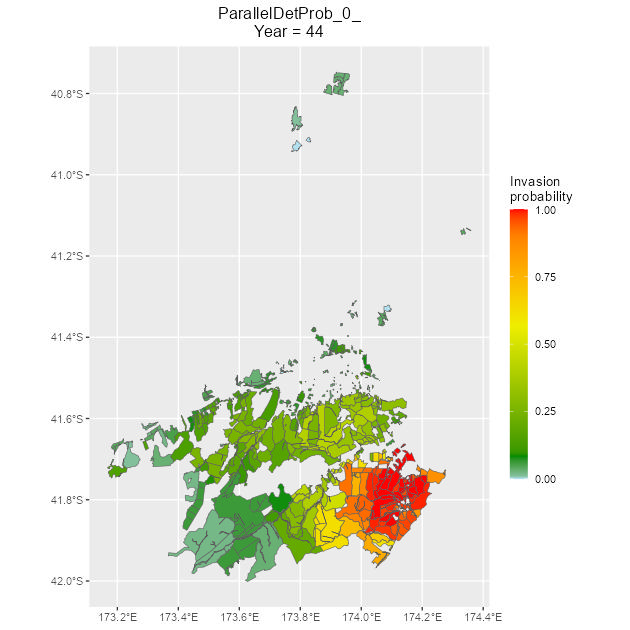 ParallelDetProb_0_
Year = 44
40.8°S
41.0°S
41.2°S
41.4°S
41.6°S
41.8°S
42.0°S
173.2°E
173.4°E
173.6°E
173.8°E
174.0°E
174.2°E
174.4°E
Invasion
probability
1.00
0.75
0.50
0.25
0.00